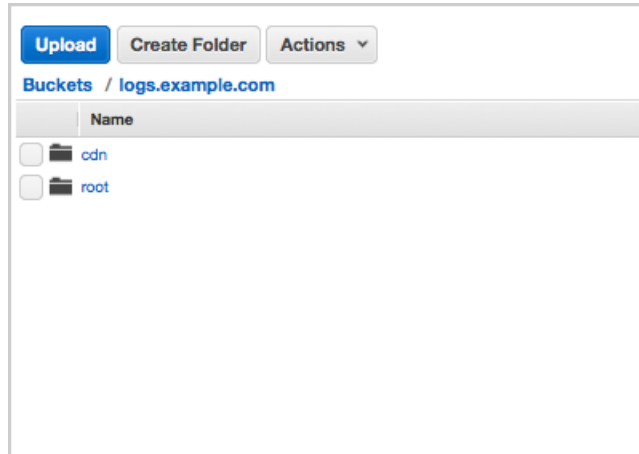 Upload Create Folder Actions
Buckets / logs.example.com
Name
cdn
root